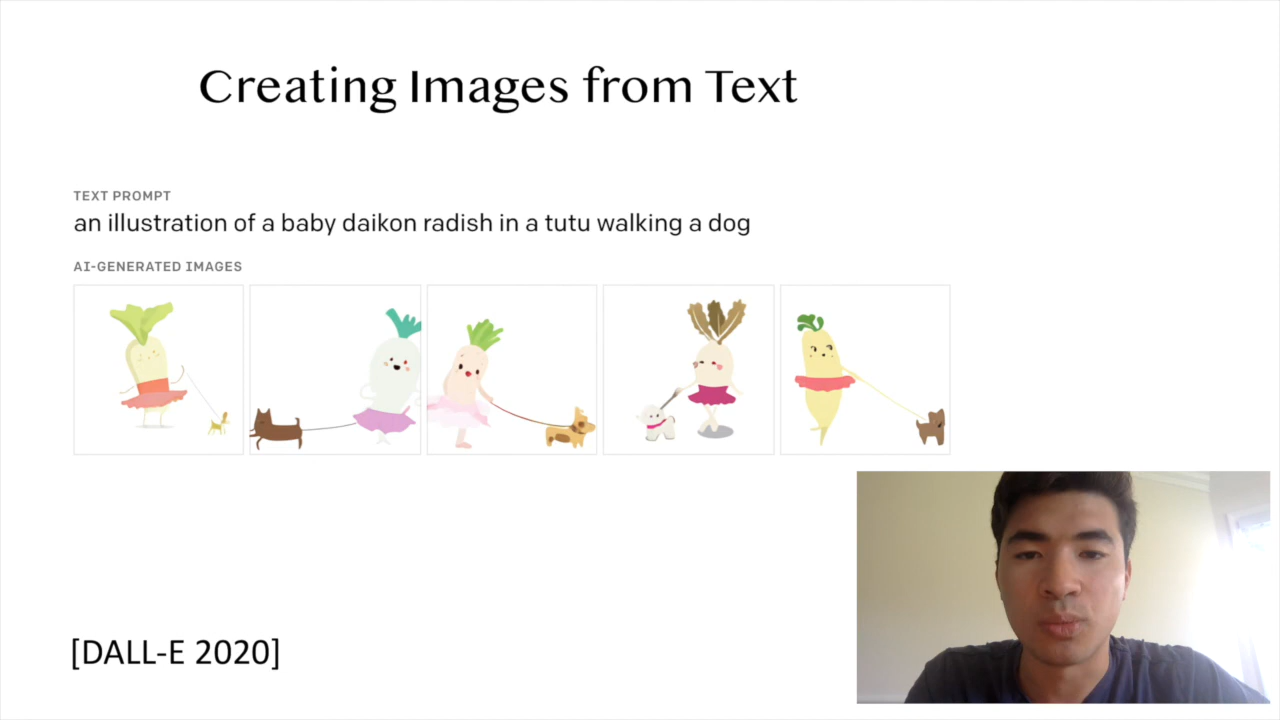 Creating Images from Text
TEXT PROMPT
an illustration of a baby daikon radish in a tutu walking a dog
AI-GENERATED IMAGES
[DALL-E 2020]